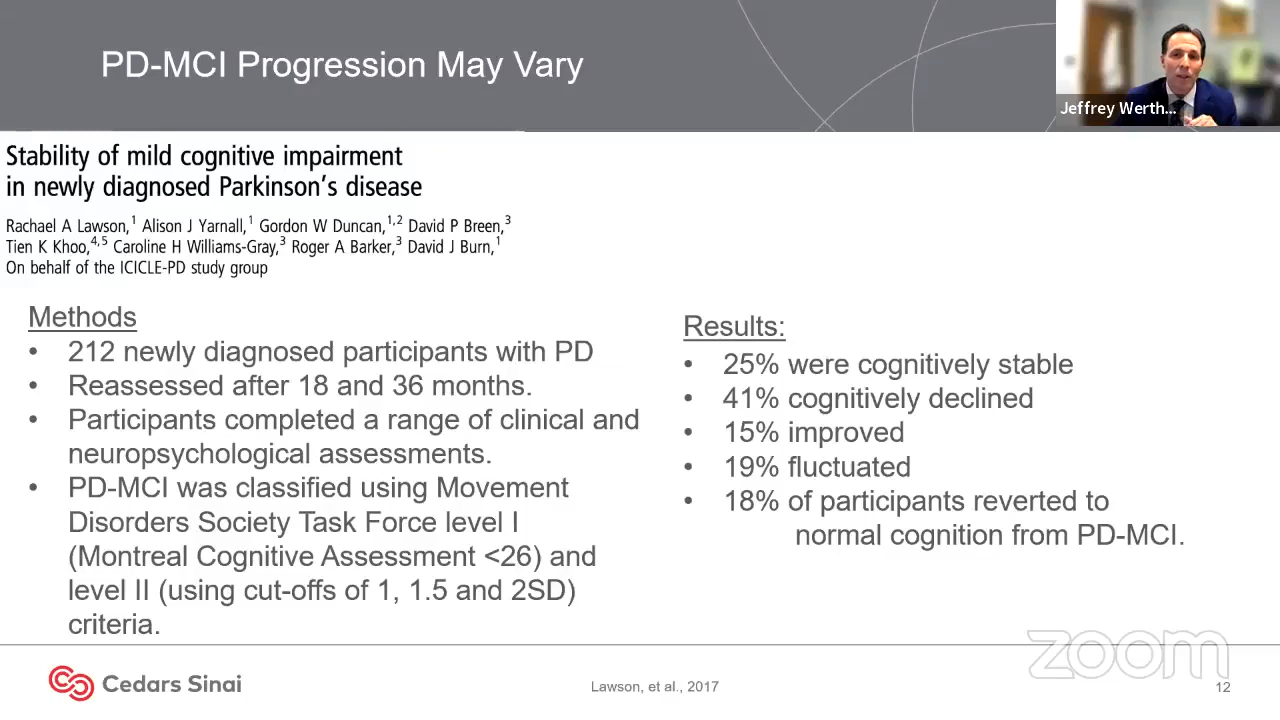 PD-MCI Progression May Vary
Jeffrey Werth...
Stability of mild cognitive impairment
in newly diagnosed Parkinson's disease
Rachael A Lawson,1 Alison J Yarnall,1 Gordon W Duncan,1,2 David P Breen,3
Tien K Khoo,4,5 Caroline H Williams-Gray,3 Roger A Barker,3 David J Burn,1
On behalf of the ICICLE-PD study group
Methods
• 212 newly diagnosed participants with PD
• Reassessed after 18 and 36 months.
• Participants completed a range of clinical and
neuropsychological assessments.
• PD-MCI was classified using Movement
Disorders Society Task Force level I
(Montreal Cognitive Assessment <26) and
level II (using cut-offs of 1, 1.5 and 2SD)
criteria.
Results:
• 25% were cognitively stable
• 41% cognitively declined
• 15% improved
• 19% fluctuated
• 18% of participants reverted to
normal cognition from PD-MCI.
zoom
Cedars Sinai
Lawson, et al., 2017
12